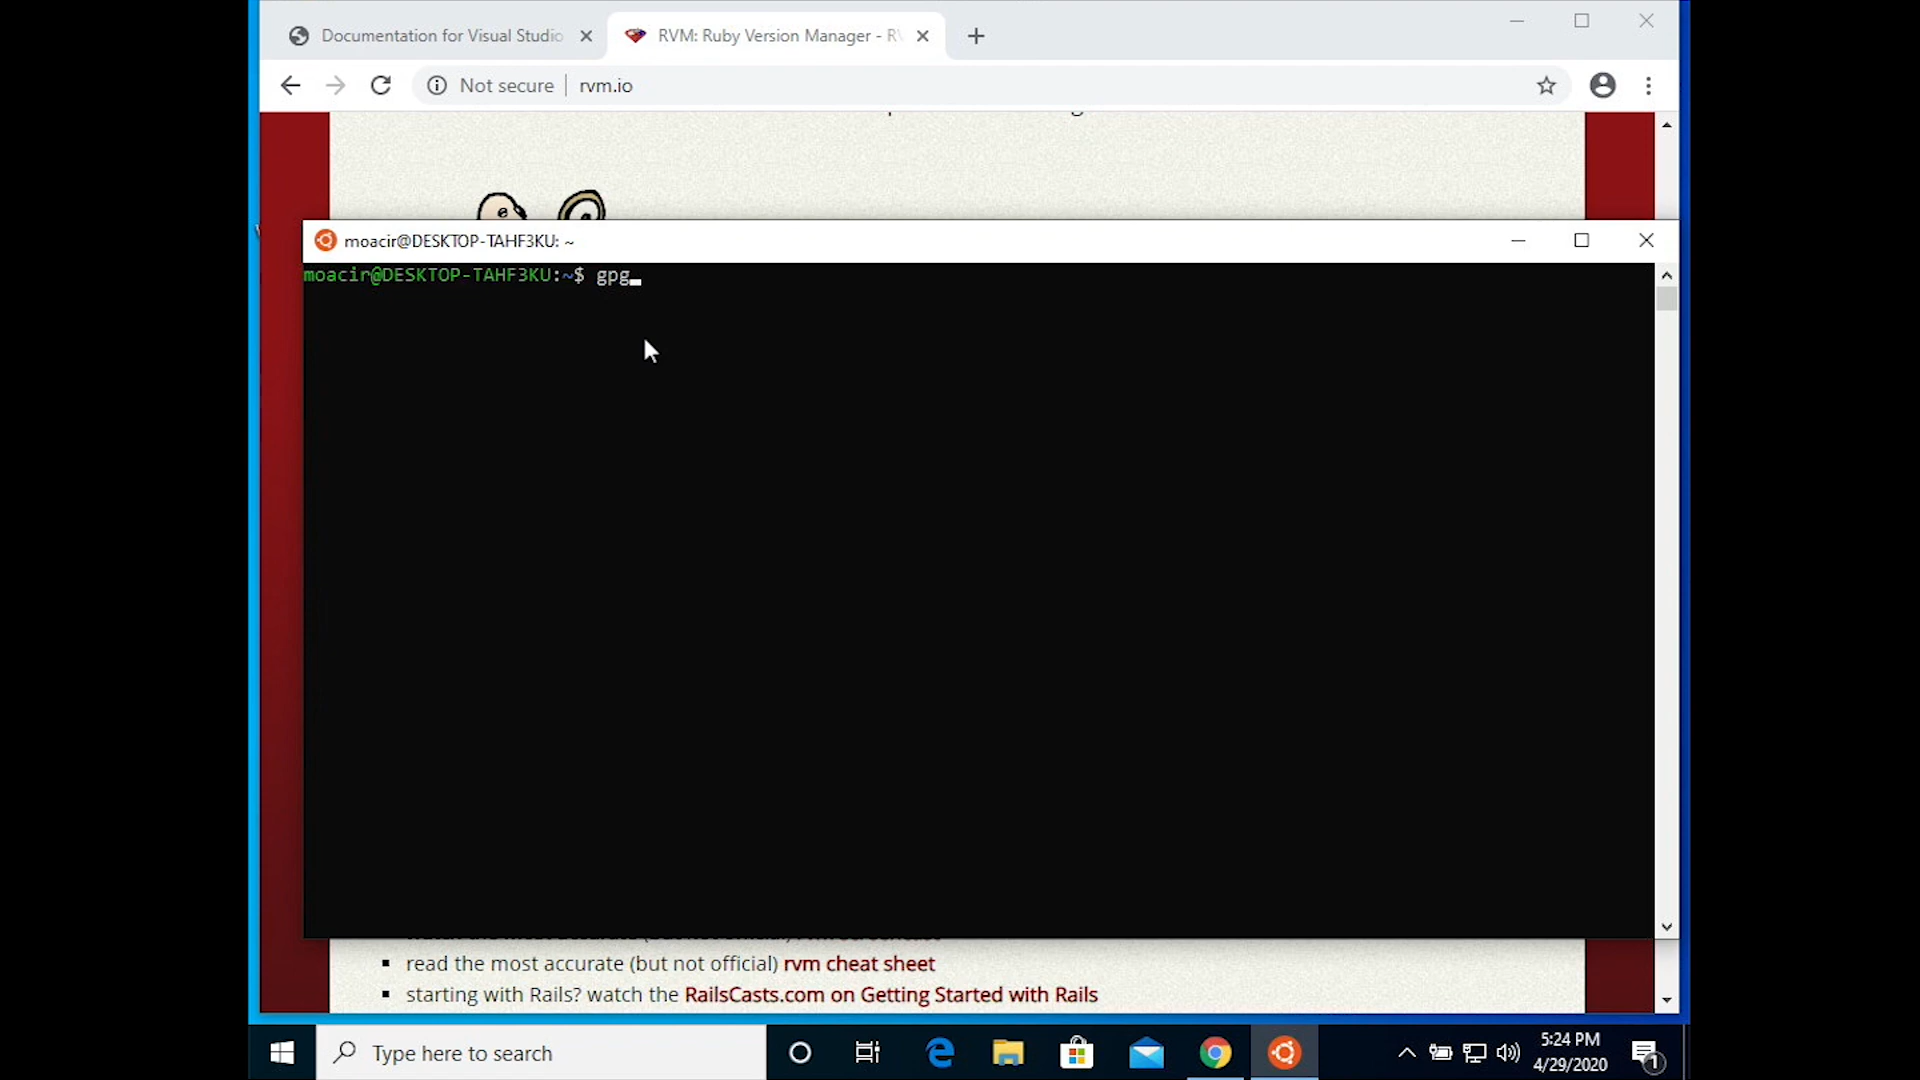 Documentation for Visual Studio
RVM: Ruby Version Manager - RV
Not secure
rvm.io
moacir@DESKTOP-TAHF3KU: ~
moacir@DESKTOP-TAHF3KU:~$ gpg
read the most accurate (but not official) rvm cheat sheet
starting with Rails? watch the RailsCasts.com on Getting Started with Rails
Type here to search
5:24 PM
4/29/2020
1